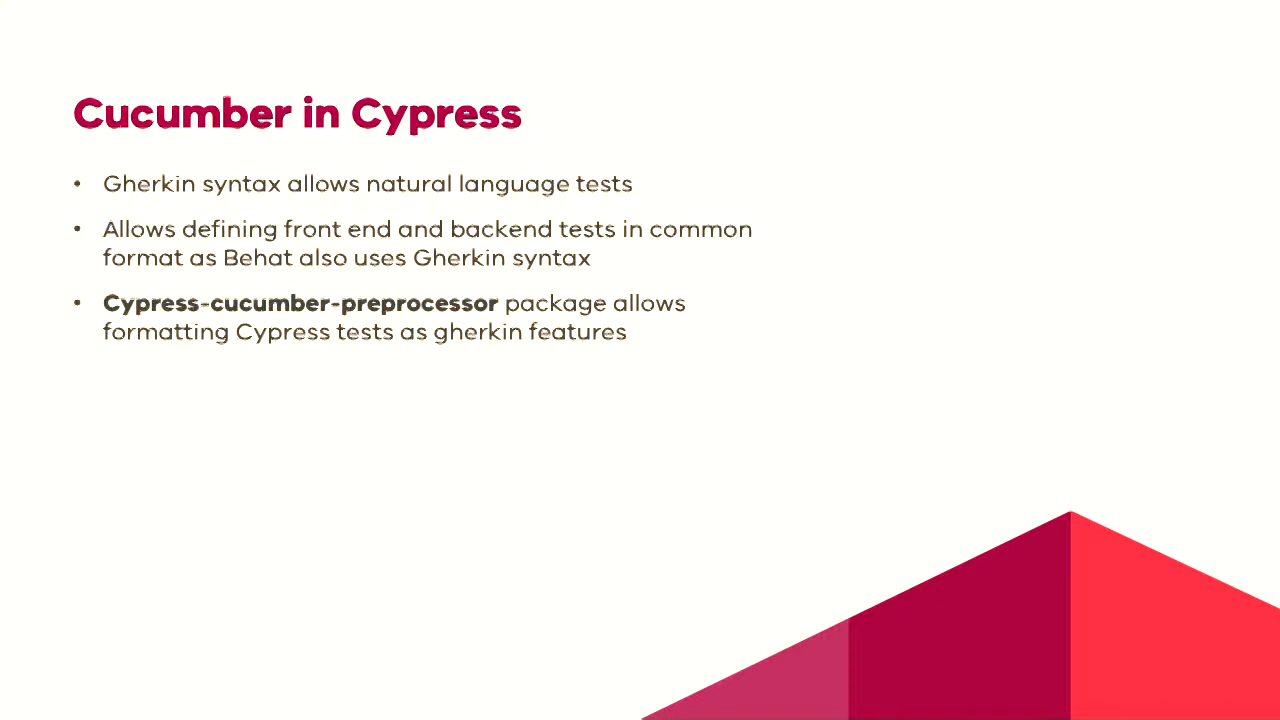 Cucumber in Cypress
• Gherkin syntax allows natural language tests
• Allows defining front end and backend tests in common
format as Behat also uses Gherkin syntax
• Cypress-cucumber-preprocessor package allows
formatting Cypress tests as gherkin features